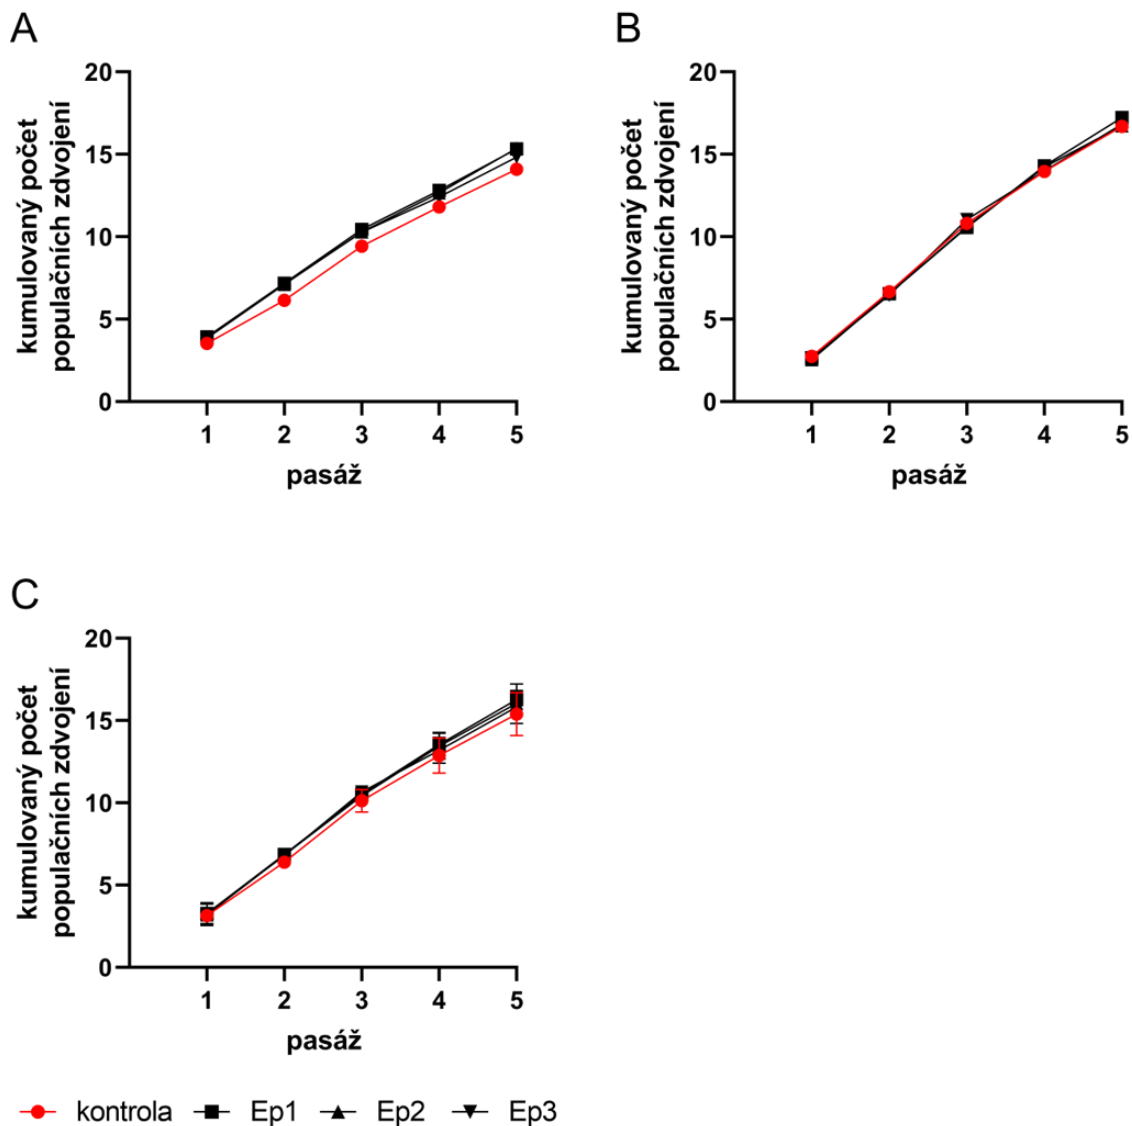 A
kumulovaný počet
populačních zdvojení
20
15
10
5
0
1 2 3 4 5
pasáž
B
kumulovaný počet
populačních zdvojení
20
15
10
5
0
1 2 3 4 5
pasáž
C
kumulovaný počet
populačních zdvojení
20
15
10
5
0
1 2 3 4 5
pasáž
kontrola Ep1 Ep2 Ep3